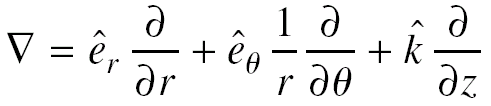 ∇ = ê_r ∂/∂r + ê_θ 1/r ∂/∂θ + k̂ ∂/∂z